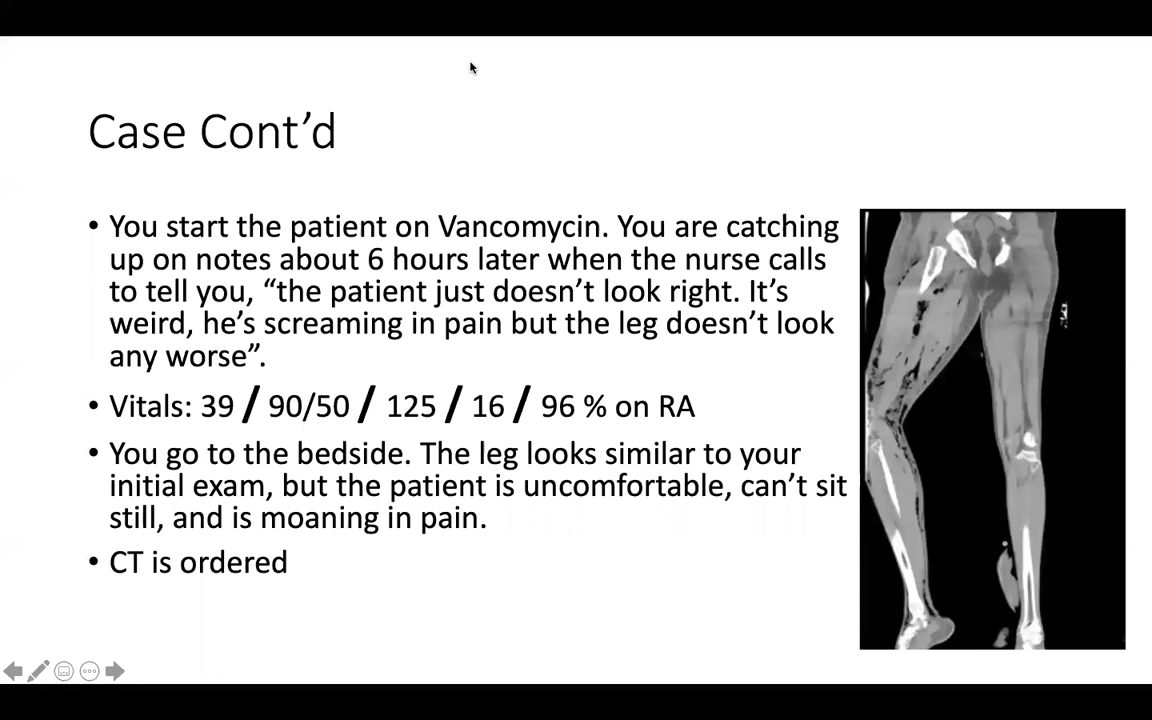 Case Cont’d
• You start the patient on Vancomycin. You are catching
up on notes about 6 hours later when the nurse calls
to tell you, “the patient just doesn’t look right. It’s
weird, he’s screaming in pain but the leg doesn’t look
any worse”.
• Vitals: 39 / 90/50 / 125 / 16 / 96 % on RA
• You go to the bedside. The leg looks similar to your
initial exam, but the patient is uncomfortable, can’t sit
still, and is moaning in pain.
• CT is ordered